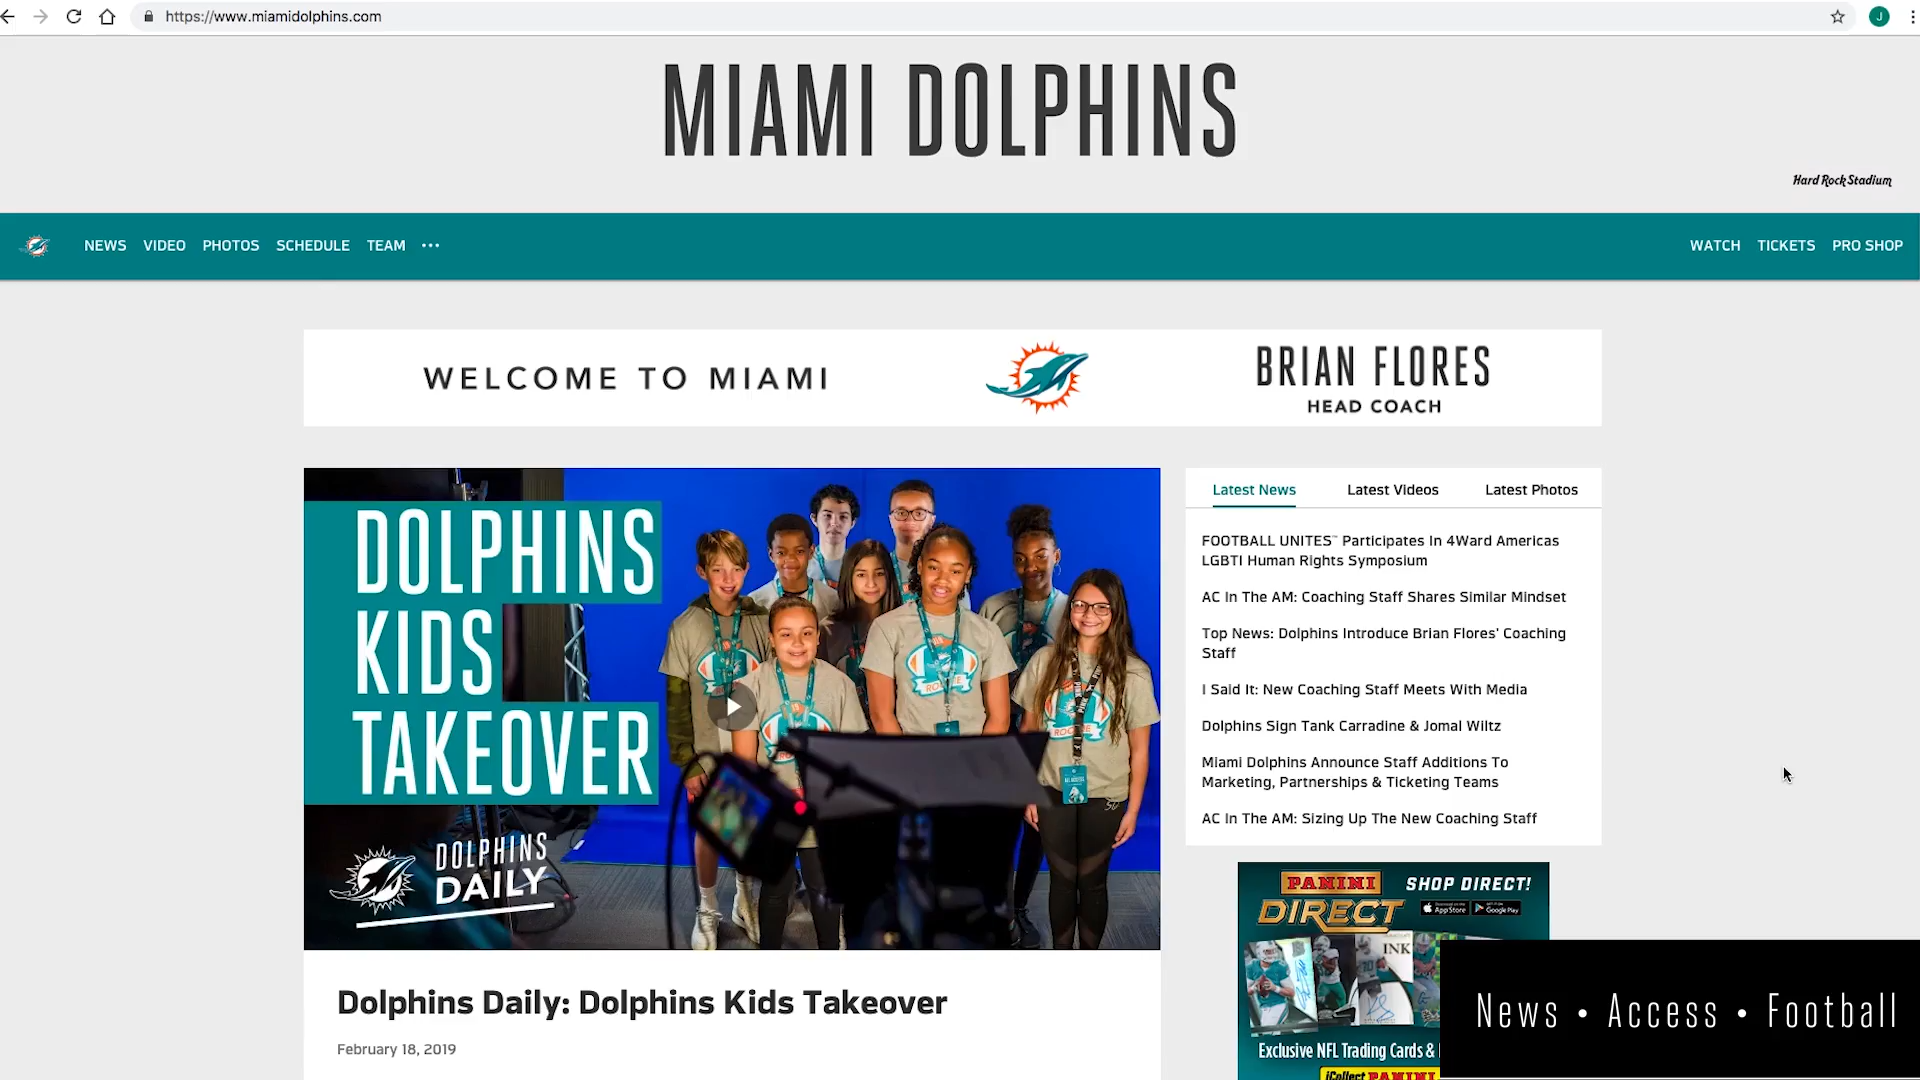 https://www.miamidolphins.com
J
MIAMI DOLPHINS
Hard Rock Stadium
NEWS VIDEO PHOTOS SCHEDULE TEAM ...
WATCH TICKETS PRO SHOP
WELCOME TO MIAMI
BRIAN FLORES
HEAD COACH
DOLPHINS
KIDS
TAKEOVER
DOLPHINS
DAILY
Dolphins Daily: Dolphins Kids Takeover
February 18, 2019
Latest News Latest Videos Latest Photos
FOOTBALL UNITES™ Participates In 4Ward Americas
LGBTI Human Rights Symposium
AC In The AM: Coaching Staff Shares Similar Mindset
Top News: Dolphins Introduce Brian Flores' Coaching
Staff
I Said It: New Coaching Staff Meets With Media
Dolphins Sign Tank Carradine & Jomal Wiltz
Miami Dolphins Announce Staff Additions To
Marketing, Partnerships & Ticketing Teams
AC In The AM: Sizing Up The New Coaching Staff
PANINI
DIRECT
SHOP DIRECT!
App Store
Google Play
INK
Exclusive NFL Trading Cards &
iCollect PANINI
News • Access • Football